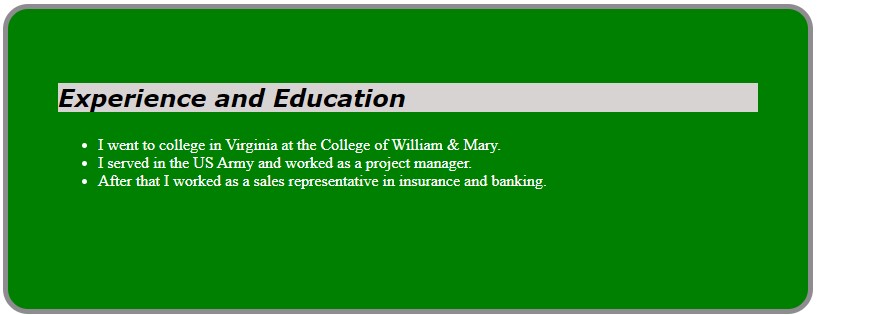 Experience and Education
• I went to college in Virginia at the College of William & Mary.
• I served in the US Army and worked as a project manager.
• After that I worked as a sales representative in insurance and banking.